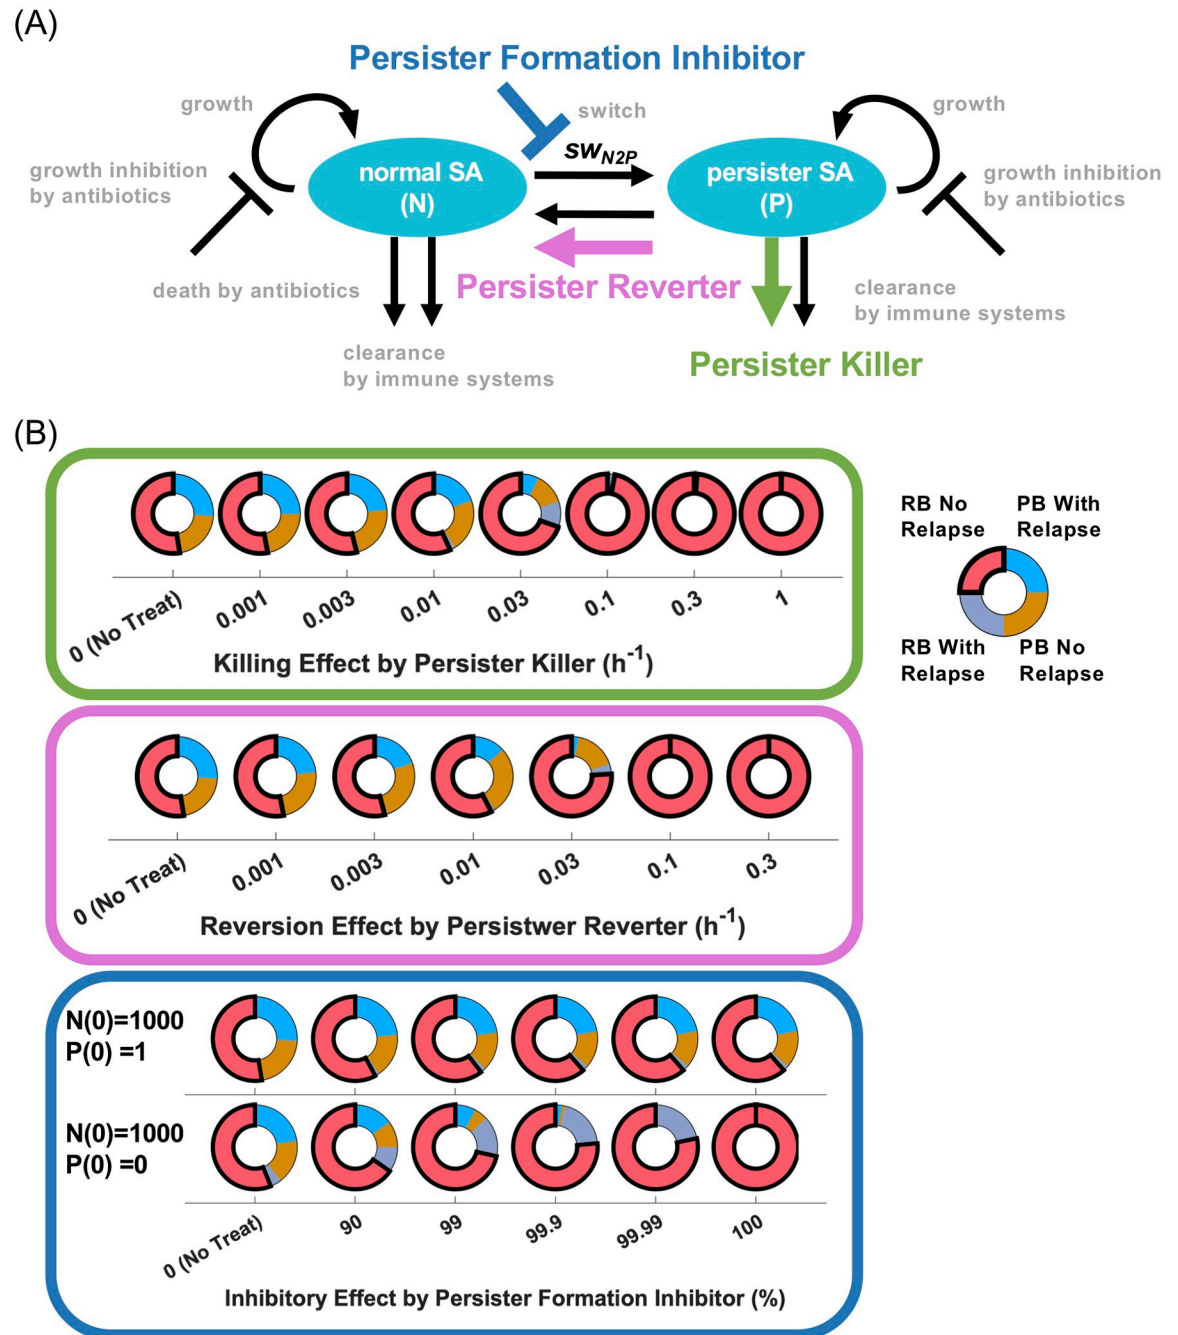 (A)
Persister Formation Inhibitor
growth
switch
growth
growth inhibition
by antibiotics
normal SA
(N)
swN2P
persister SA
(P)
growth inhibition
by antibiotics
death by antibiotics
Persister Reverter
clearance
by immune systems
clearance
by immune systems
Persister Killer
(B)
0 (No Treat)
0.001
0.003
0.01
0.03
0.1
0.3
1
Killing Effect by Persister Killer (h-1)
RB No
Relapse
PB With
Relapse
RB With
Relapse
PB No
Relapse
0 (No Treat)
0.001
0.003
0.01
0.03
0.1
0.3
Reversion Effect by Persistwer Reverter (h-1)
N(0)=1000
P(0) =1
N(0)=1000
P(0) =0
0 (No Treat)
90
99
99.9
99.99
100
Inhibitory Effect by Persister Formation Inhibitor (%)